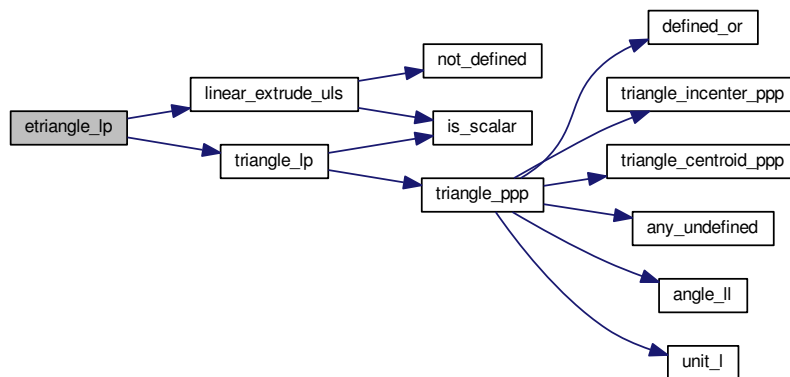 etriangle_lp
linear_extrude_uls
triangle_lp
not_defined
is_scalar
triangle_ppp
defined_or
triangle_incenter_ppp
triangle_centroid_ppp
any_undefined
angle_ll
unit_l